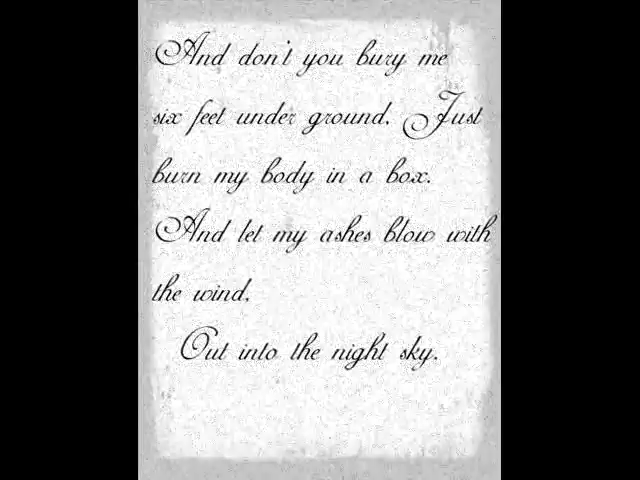 And don't you bury me
six feet under ground. Just
burn my body in a box.
And let my ashes blow with
the wind.
Out into the night sky.